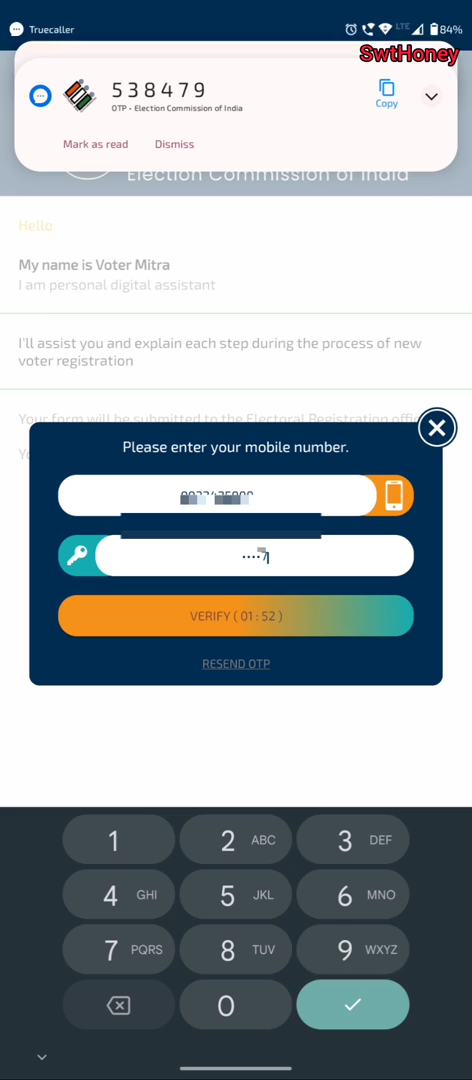 Truecaller
LTE
84%
SwtHoney
538479
OTP • Election Commission of India
Copy
Mark as read
Dismiss
Election Commission of India
Hello
My name is Voter Mitra
I am personal digital assistant
I'll assist you and explain each step during the process of new
voter registration
Your form will be submitted to the Electoral Registration
Please enter your mobile number.
VERIFY ( 01 : 52 )
RESEND OTP
1
2 ABC
3 DEF
4 GHI
5 JKL
6 MNO
7 PQRS
8 TUV
9 WXYZ
0